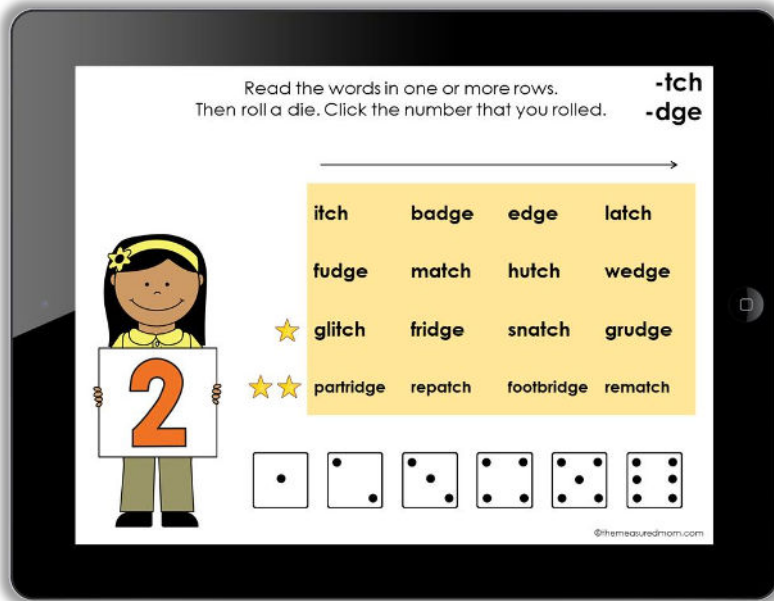 Read the words in one or more rows.
Then roll a die. Click the number that you rolled.
-tch
-dge
itch badge edge latch
fudge match hutch wedge
glitch fridge snatch grudge
partridge repatch footbridge rematch
2
©themeasuredmom.com